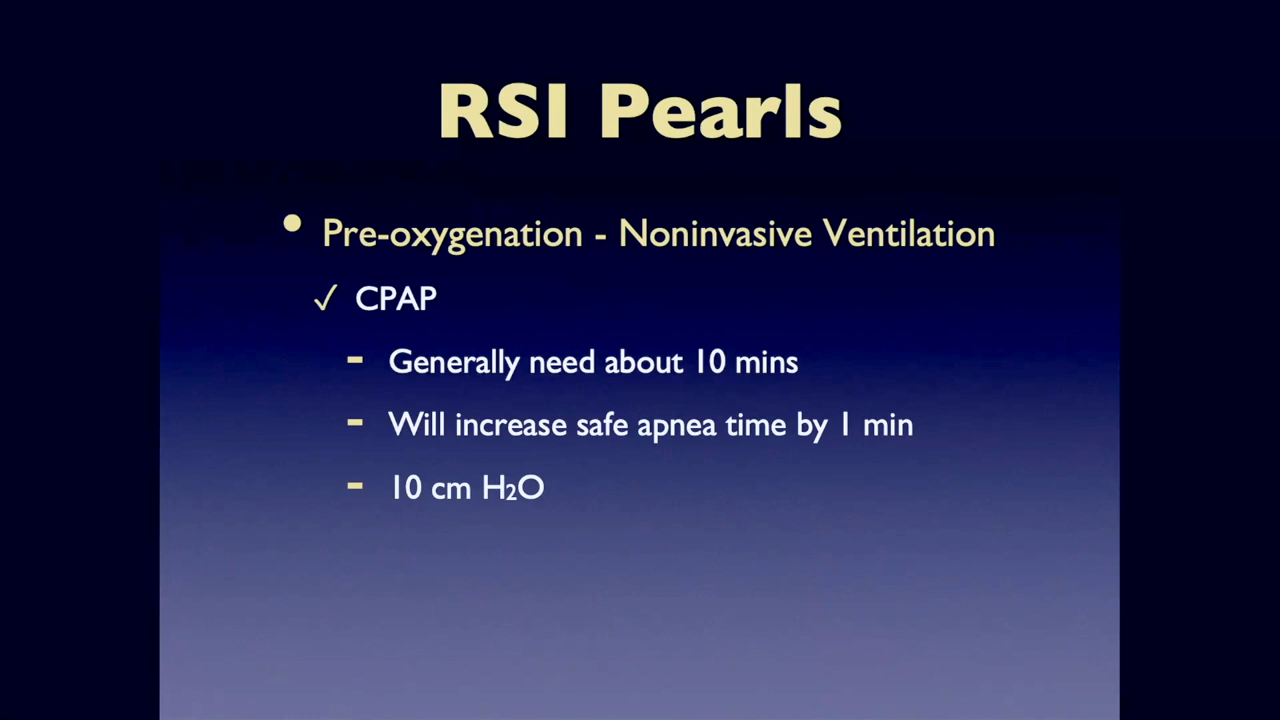 RSI Pearls
• Pre-oxygenation - Noninvasive Ventilation
✓ CPAP
- Generally need about 10 mins
- Will increase safe apnea time by 1 min
- 10 cm H₂O